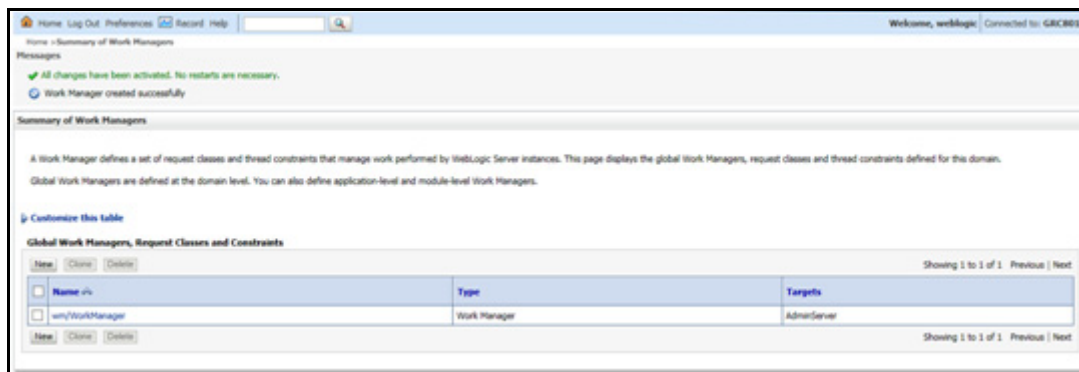 Home Log Out Preferences Record Help
Welcome, weblogic Connected to: GRC801
Home >Summary of Work Managers
Messages
All changes have been activated. No restarts are necessary.
Work Manager created successfully
Summary of Work Managers
A Work Manager defines a set of request classes and thread constraints that manage work performed by WebLogic Server instances. This page displays the global Work Managers, request classes and thread constraints defined for this domain.
Global Work Managers are defined at the domain level. You can also define application-level and module-level Work Managers.
Customize this table
Global Work Managers, Request Classes and Constraints
New Clone Delete
Showing 1 to 1 of 1 Previous | Next
Name Type Targets
wm/WorkManager Work Manager AdminServer
New Clone Delete
Showing 1 to 1 of 1 Previous | Next